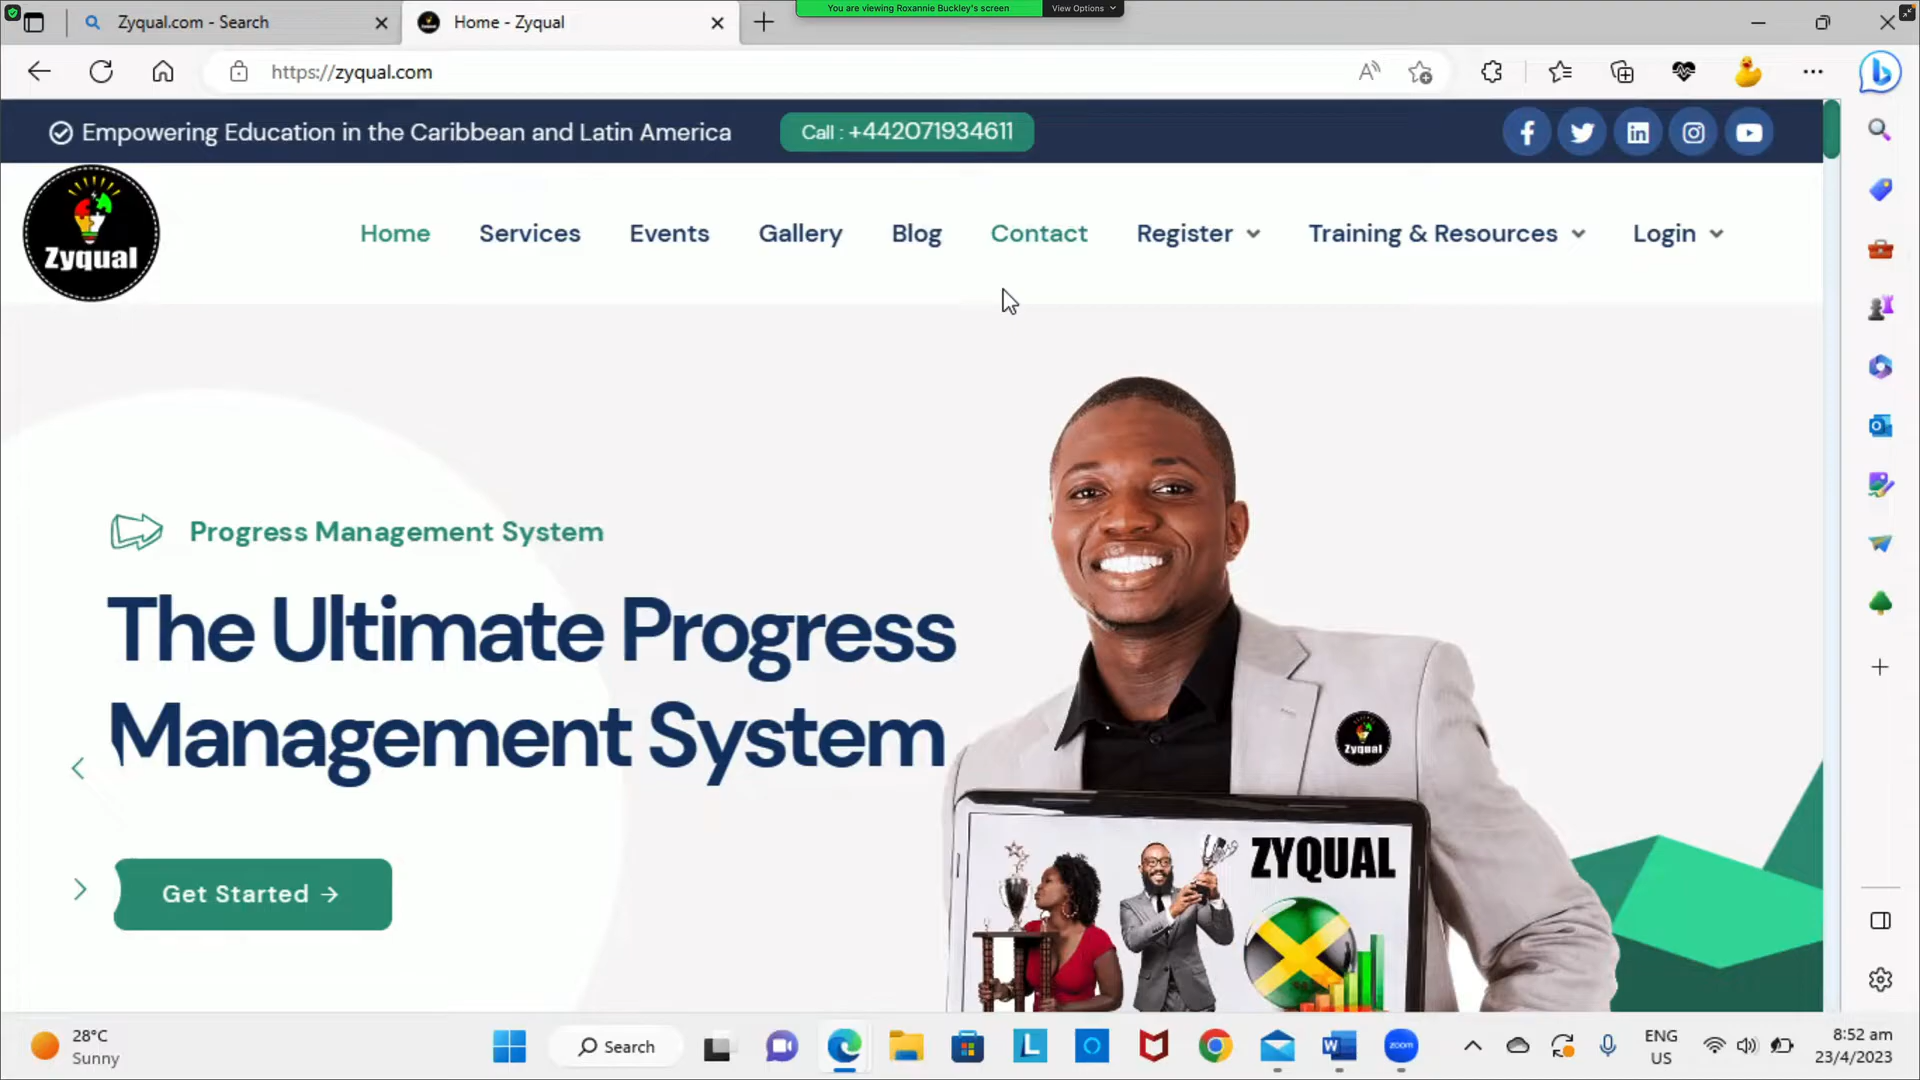 You are viewing Roxannie Buckley's screen
View Options
Zyqual.com - Search
Home - Zyqual
https://zyqual.com
Empowering Education in the Caribbean and Latin America
Call : +442071934611
Zyqual
Home
Services
Events
Gallery
Blog
Contact
Register
Training & Resources
Login
Progress Management System
The Ultimate Progress
Management System
Get Started →
Zyqual
ZYQUAL
28°C
Sunny
Search
zoom
ENG
US
8:52 am
23/4/2023